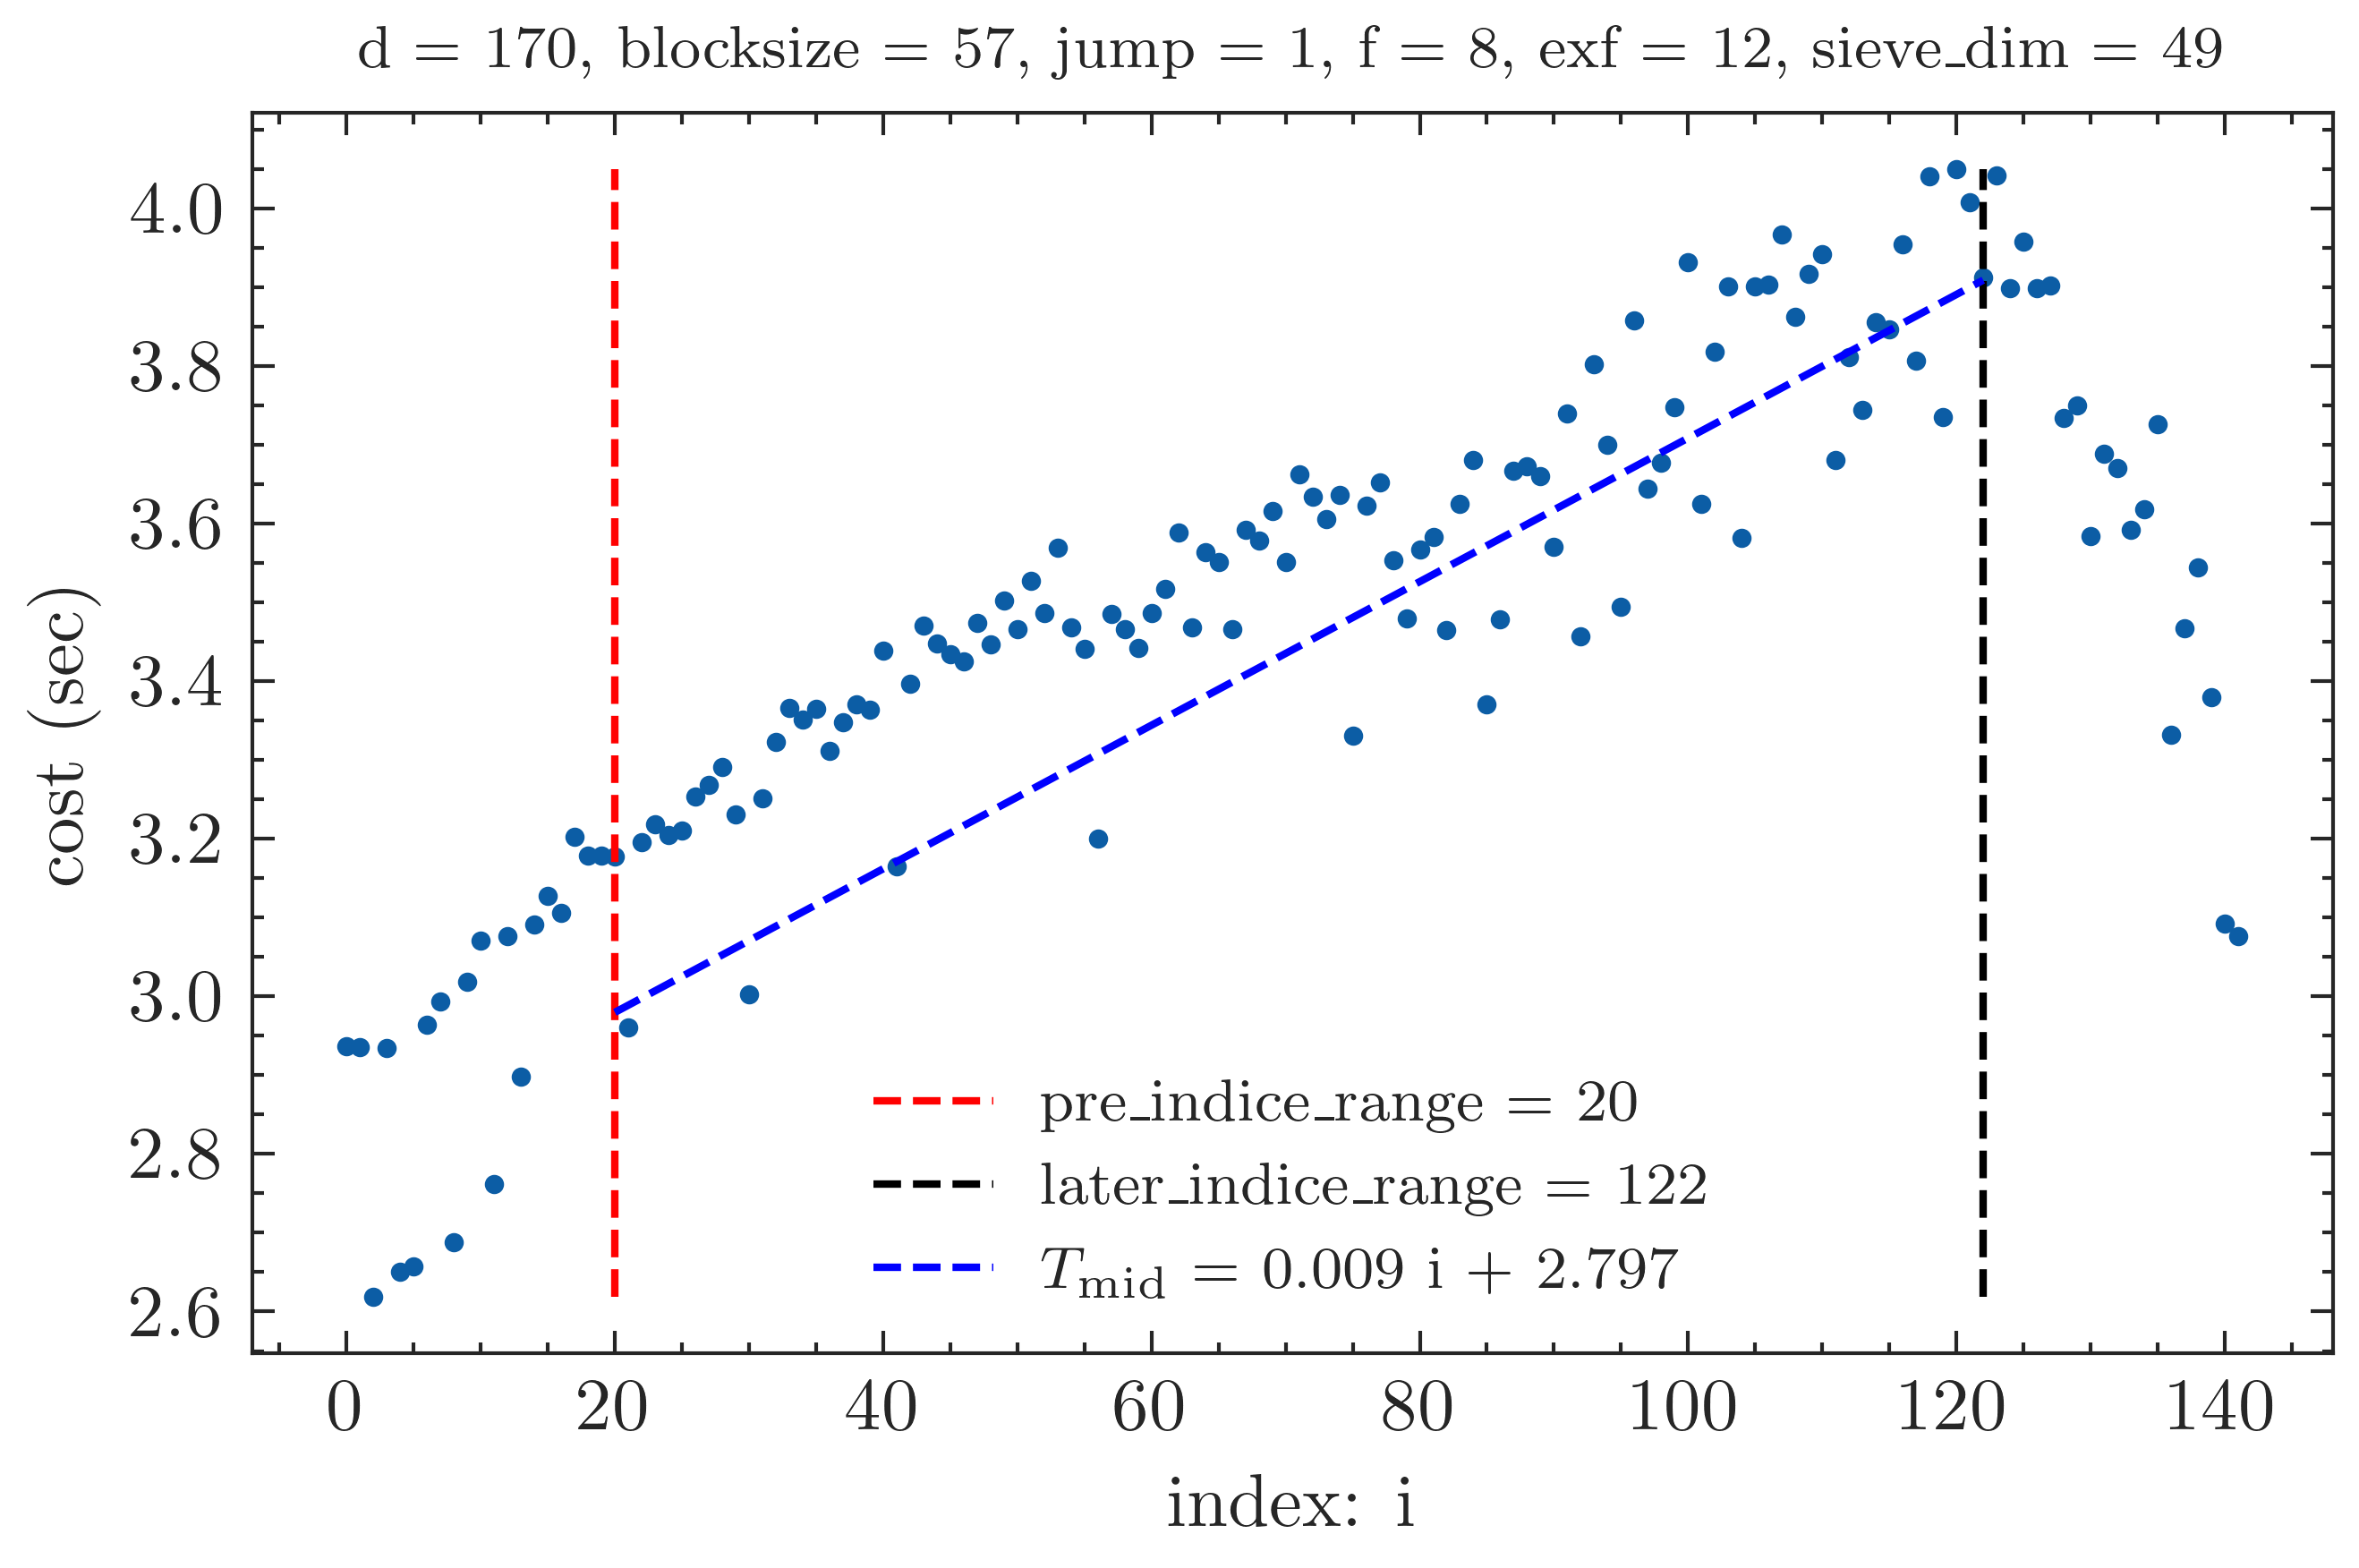 d = 170, blocksize = 57, jump = 1, f = 8, exf = 12, sieve_dim = 49
cost (sec)
4.0
3.8
3.6
3.4
3.2
3.0
2.8
2.6
pre_indice_range = 20
later_indice_range = 122
T_mid = 0.009 i + 2.797
0 20 40 60 80 100 120 140
index: i